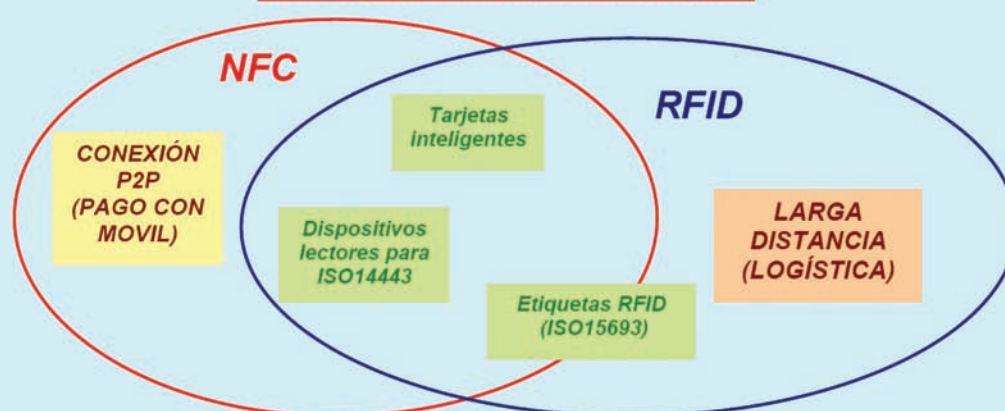 NFC
RFID
Tarjetas
inteligentes
CONEXIÓN
P2P
(PAGO CON
MOVIL)
Dispositivos
lectores para
ISO14443
LARGA
DISTANCIA
(LOGÍSTICA)
Etiquetas RFID
(ISO15693)